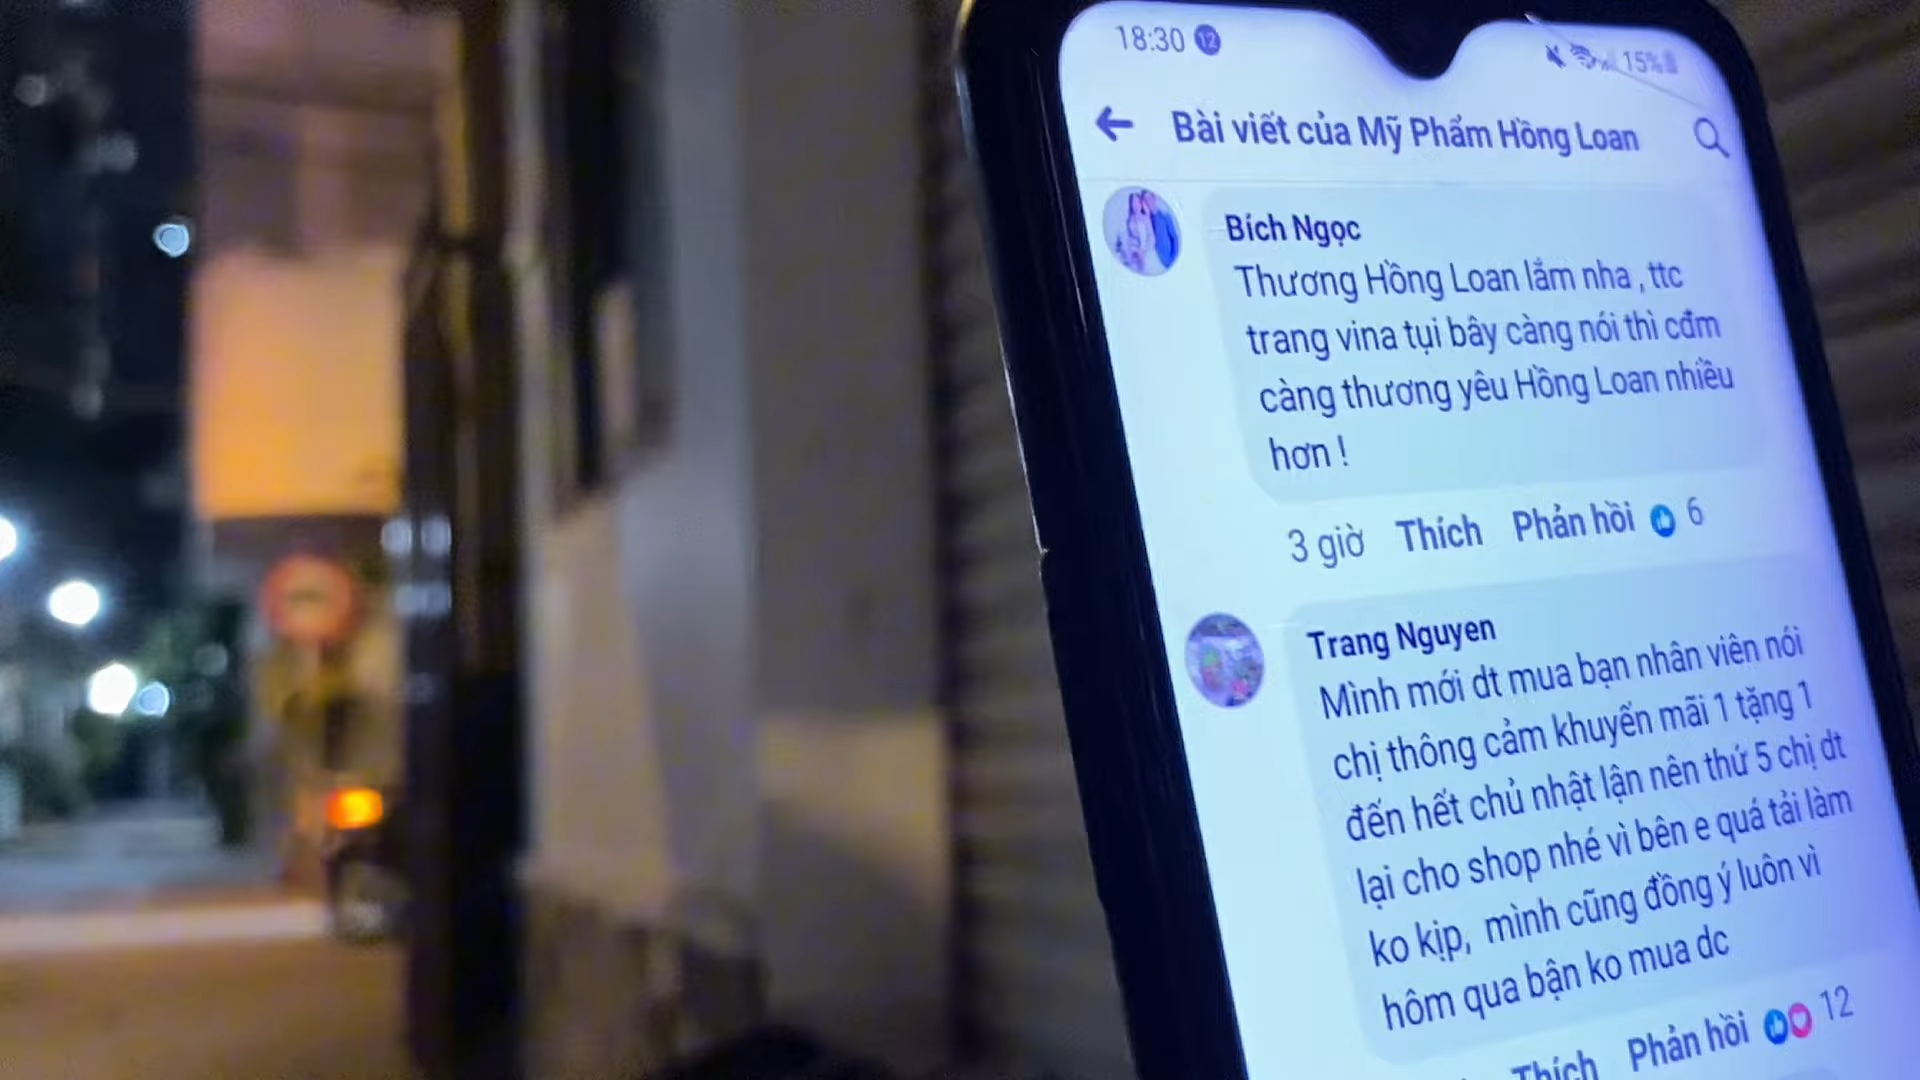 18:30 12
15%
Bài viết của Mỹ Phẩm Hồng Loan
Bích Ngọc
Thương Hồng Loan lắm nha , ttc
trang vina tụi bây càng nói thì cđm
càng thương yêu Hồng Loan nhiều
hơn !
3 giờ Thích Phản hồi 6
Trang Nguyen
Mình mới dt mua bạn nhân viên nói
chị thông cảm khuyến mãi 1 tặng 1
đến hết chủ nhật lận nên thứ 5 chị dt
lại cho shop nhé vì bên e quá tải làm
ko kịp, mình cũng đồng ý luôn vì
hôm qua bận ko mua dc
Thích Phản hồi 12